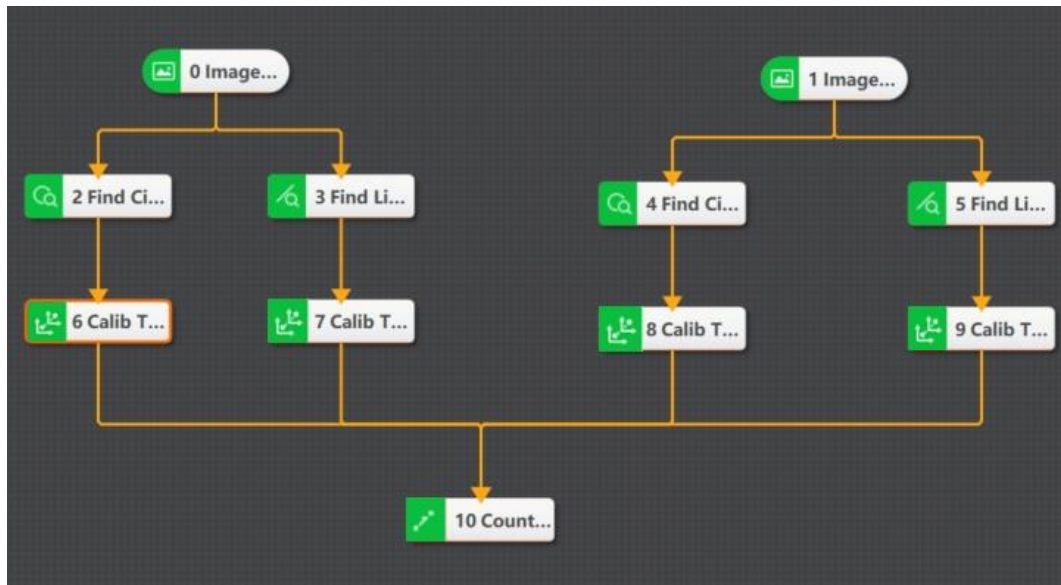 0 Image...
1 Image...
2 Find Ci...
3 Find Li...
4 Find Ci...
5 Find Li...
6 Calib T...
7 Calib T...
8 Calib T...
9 Calib T...
10 Count...